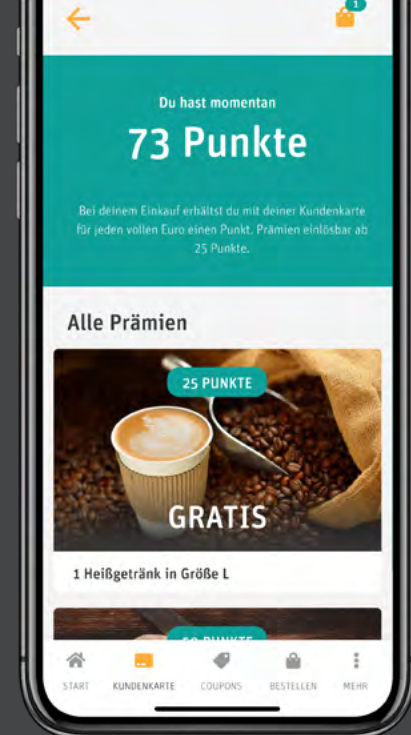 1
Du hast momentan
73 Punkte
Bei deinem Einkauf erhältst du mit deiner Kundenkarte
für jeden vollen Euro einen Punkt. Prämien einlösbar ab
25 Punkte.
Alle Prämien
25 PUNKTE
GRATIS
1 Heißgetränk in Größe L
PUNKTE
START KUNDENKARTE COUPONS BESTELLEN MEHR